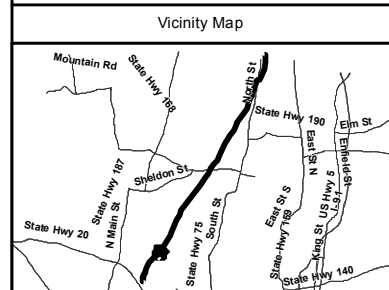 Vicinity Map
Mountain Rd
State Hwy 168
North St
State Hwy 190
Elm St
East St N
Enfield St
State Hwy 187
Sheldon St
N Main St
State Hwy 20
State Hwy 75
South St
East St S
State Hwy 159
King St
US Hwy 5
I-91
State Hwy 140